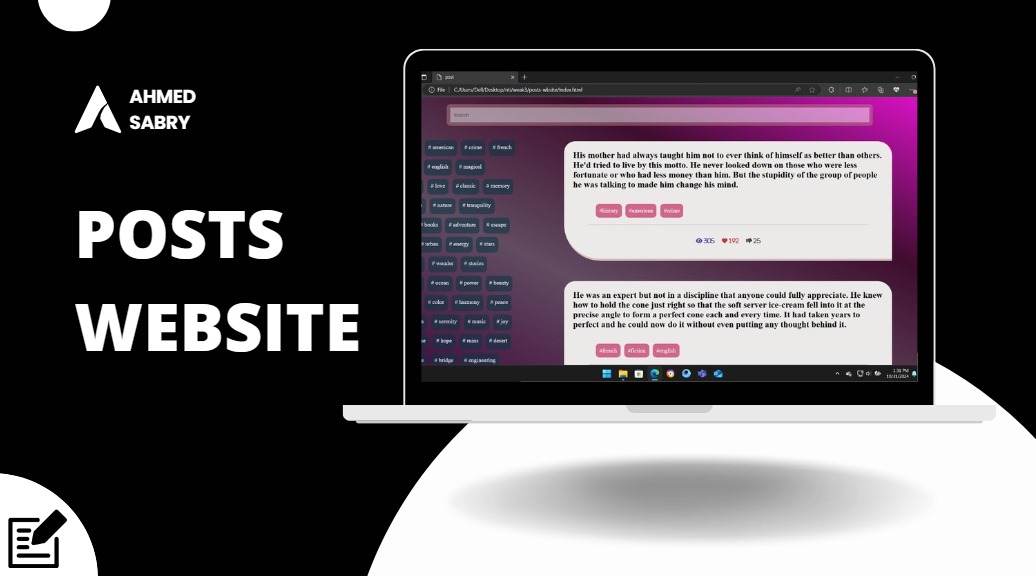 AHMED
SABRY
POSTS
WEBSITE
post
File
C:/Users/Dell/Desktop/nti/weak3/posts-wbsite/index.html
Search
# american # crime # french
# english # magical
# love # classic # memory
# nature # tranquility
books # adventure # escape
urban # energy # stars
# wonder # stories
# ocean # power # beauty
# color # harmony # peace
# serenity # music # joy
# hope # mass # desert
# bridge # engineering
His mother had always taught him not to ever think of himself as better than others.
He'd tried to live by this motto. He never looked down on those who were less
fortunate or who had less money than him. But the stupidity of the group of people
he was talking to made him change his mind.
#history #american #crime
305 192 25
He was an expert but not in a discipline that anyone could fully appreciate. He knew
how to hold the cone just right so that the soft server ice-cream fell into it at the
precise angle to form a perfect cone each and every time. It had taken years to
perfect and he could now do it without even putting any thought behind it.
#french #fiction #english
10/31/2024